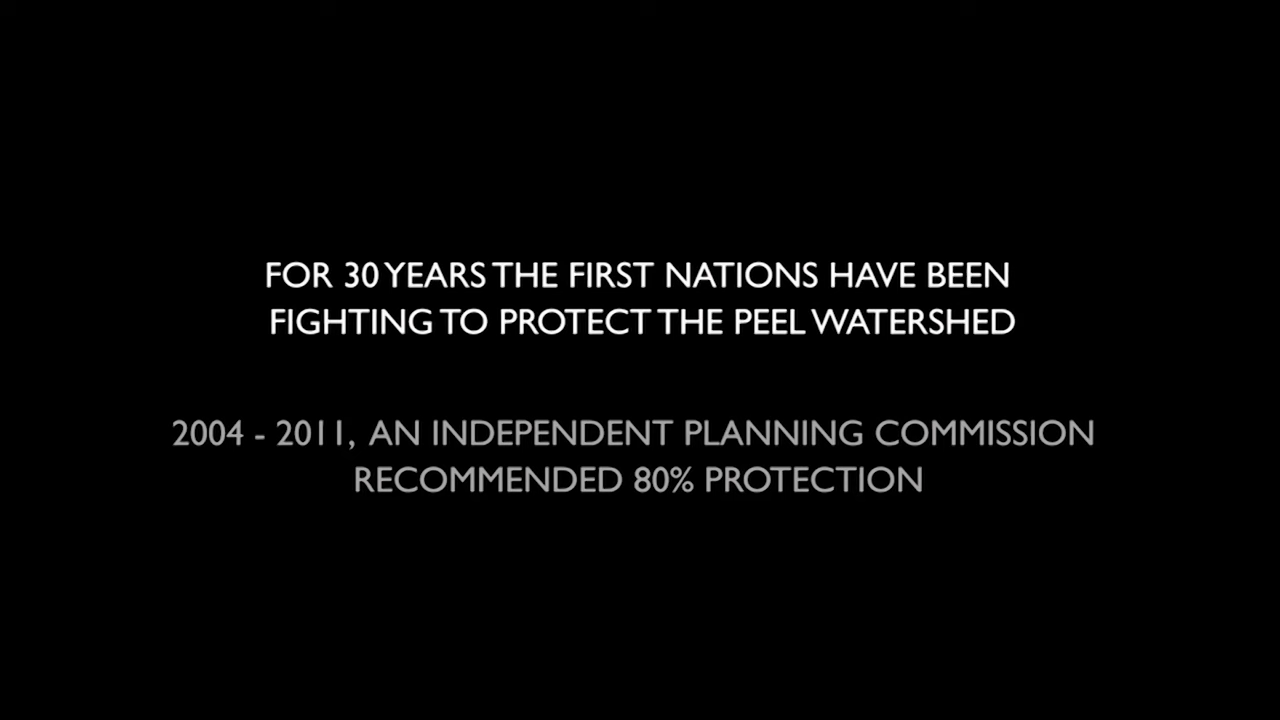 FOR 30 YEARS THE FIRST NATIONS HAVE BEEN
FIGHTING TO PROTECT THE PEEL WATERSHED
2004 - 2011, AN INDEPENDENT PLANNING COMMISSION
RECOMMENDED 80% PROTECTION